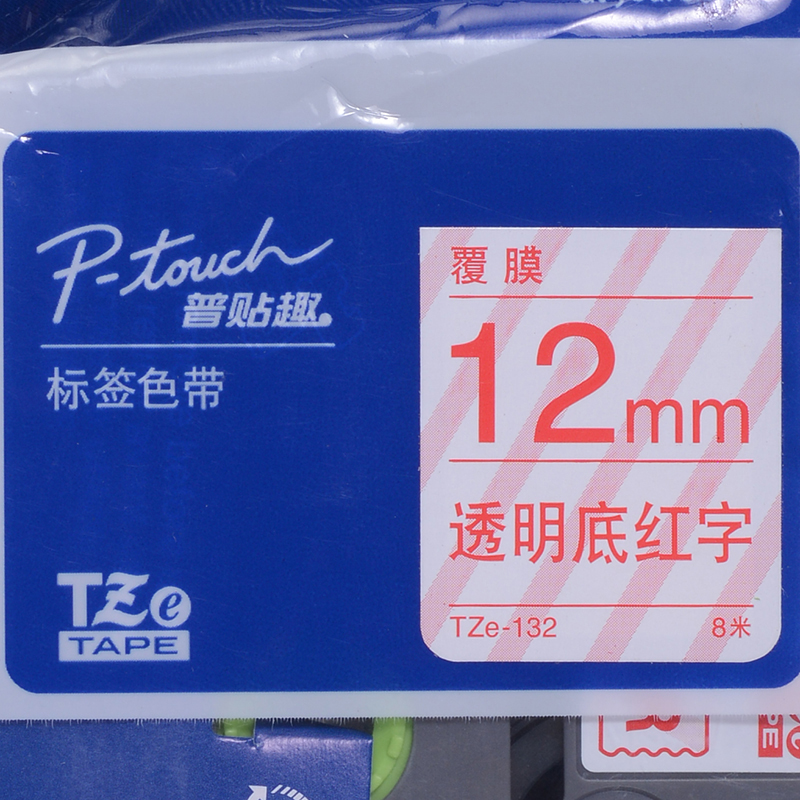 P-touch
普贴趣
标签色带
TZe
TAPE
覆膜
12mm
透明底红字
TZe-132 8米